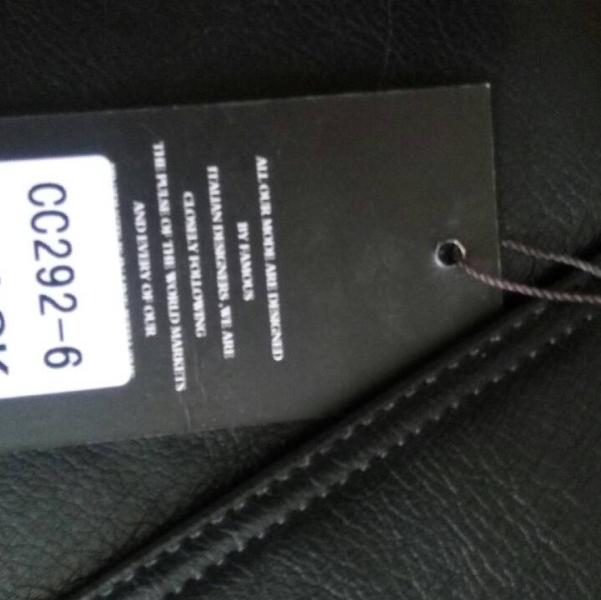 ALL OUR MODE ARE DESIGNED
BY FAMOUS
ITALIAN DESIGNERS, WE ARE
CLOSELY FOLLOWING
THE PULSE OF THE WORLD MARKETS
AND EVERY OF OUR
CC292-6